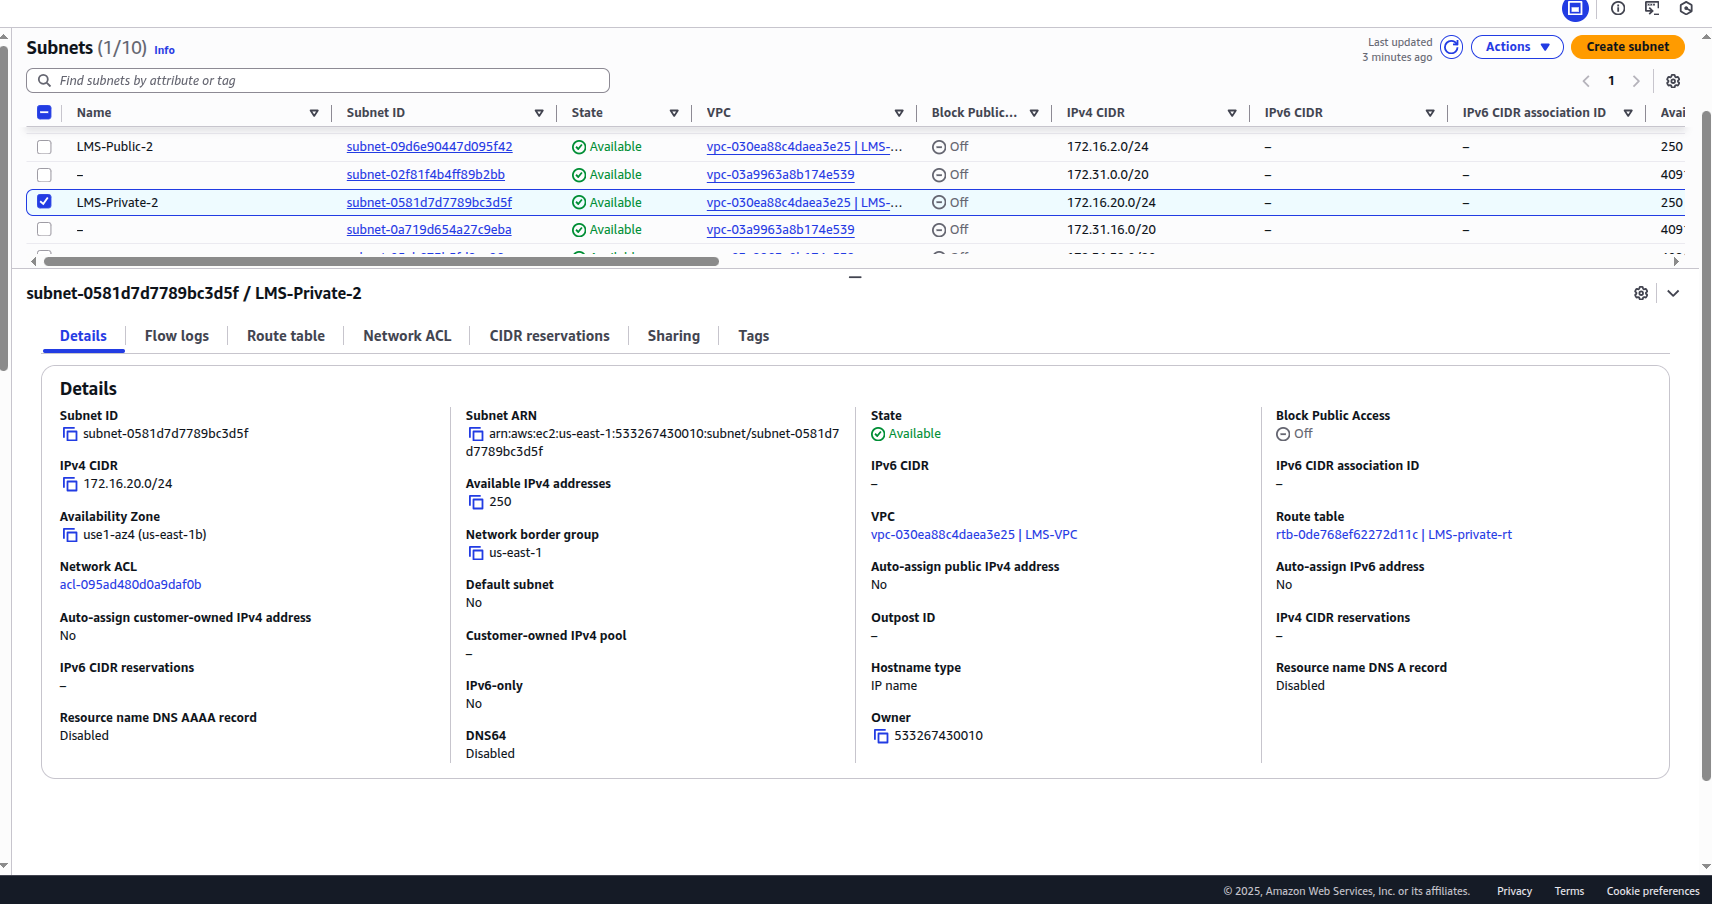 Subnets (1/10) Info
Last updated
3 minutes ago
Actions
Create subnet
Find subnets by attribute or tag
1
Name Subnet ID State VPC Block Public... IPv4 CIDR IPv6 CIDR IPv6 CIDR association ID Avai
LMS-Public-2 subnet-09d6e90447d095f42 Available vpc-030ea88c4daea3e25 | LMS-... Off 172.16.2.0/24 – – 250
– subnet-02f81f4b4ff89b2bb Available vpc-03a9963a8b174e539 Off 172.31.0.0/20 – – 409
LMS-Private-2 subnet-0581d7d7789bc3d5f Available vpc-030ea88c4daea3e25 | LMS-... Off 172.16.20.0/24 – – 250
– subnet-0a719d654a27c9eba Available vpc-03a9963a8b174e539 Off 172.31.16.0/20 – – 409
subnet-0581d7d7789bc3d5f / LMS-Private-2
Details Flow logs Route table Network ACL CIDR reservations Sharing Tags
Details
Subnet ID
subnet-0581d7d7789bc3d5f
IPv4 CIDR
172.16.20.0/24
Availability Zone
use1-az4 (us-east-1b)
Network ACL
acl-095ad480d0a9daf0b
Auto-assign customer-owned IPv4 address
No
IPv6 CIDR reservations
–
Resource name DNS AAAA record
Disabled
Subnet ARN
arn:aws:ec2:us-east-1:533267430010:subnet/subnet-0581d7
d7789bc3d5f
Available IPv4 addresses
250
Network border group
us-east-1
Default subnet
No
Customer-owned IPv4 pool
–
IPv6-only
No
DNS64
Disabled
State
Available
IPv6 CIDR
–
VPC
vpc-030ea88c4daea3e25 | LMS-VPC
Auto-assign public IPv4 address
No
Outpost ID
–
Hostname type
IP name
Owner
533267430010
Block Public Access
Off
IPv6 CIDR association ID
–
Route table
rtb-0de768ef62272d11c | LMS-private-rt
Auto-assign IPv6 address
No
IPv4 CIDR reservations
–
Resource name DNS A record
Disabled
© 2025, Amazon Web Services, Inc. or its affiliates. Privacy Terms Cookie preferences